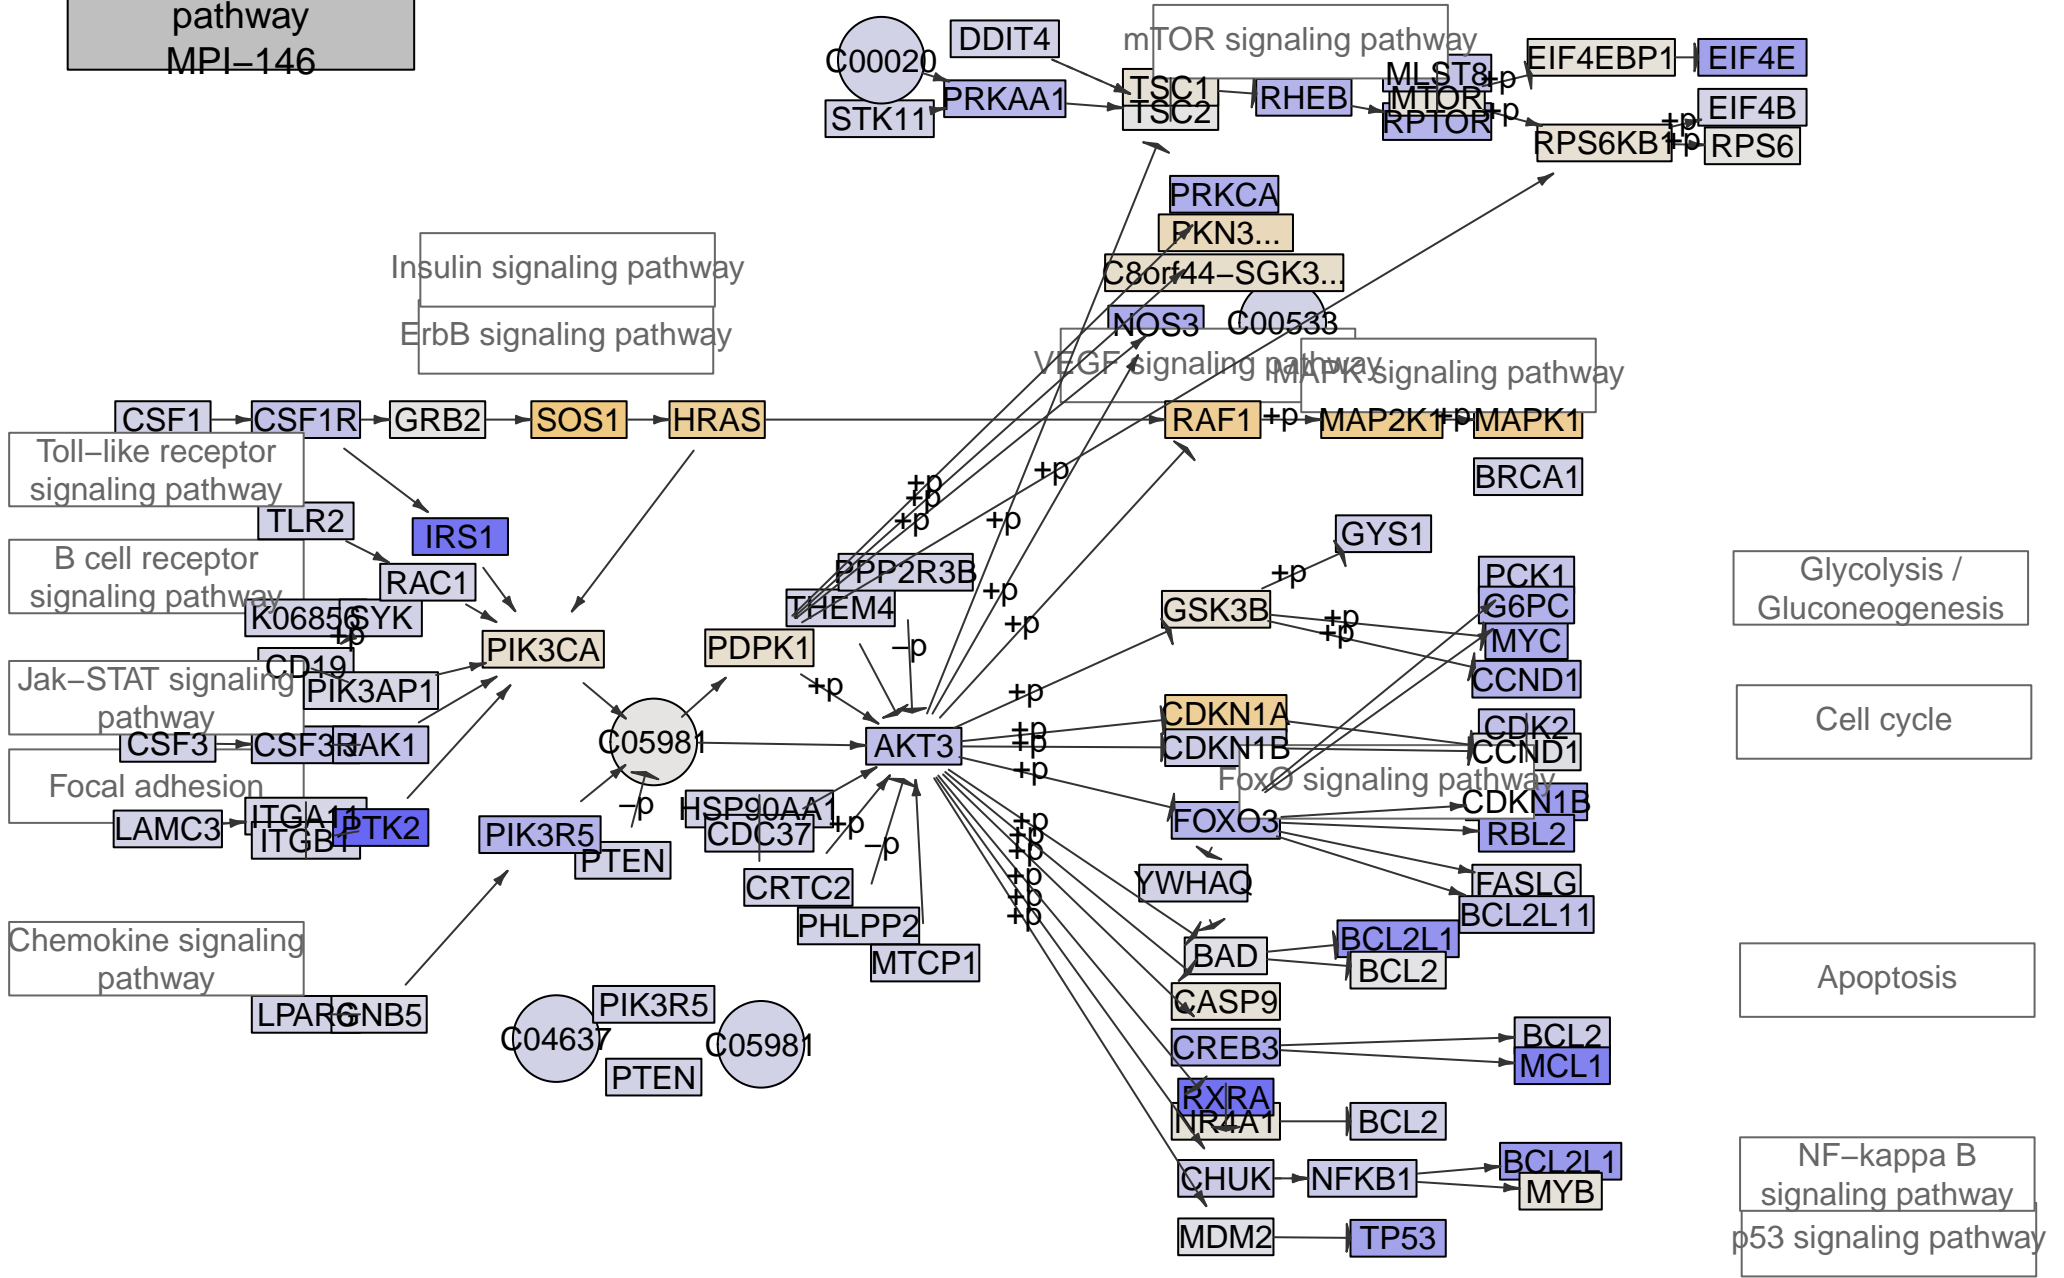 pathway
MPI−146
C00020
DDIT4
STK11
PRKAA1
mTOR signaling pathway
TSC1
TSC2
RHEB
MLST8
MTOR
RPTOR
+p
+p
EIF4EBP1
EIF4E
RPS6KB1
+p
+p
EIF4B
RPS6
PRKCA
PKN3...
C8orf44−SGK3...
NOS3
C00533
Insulin signaling pathway
ErbB signaling pathway
VEGF signaling pathway
MAPK signaling pathway
CSF1
CSF1R
GRB2
SOS1
HRAS
RAF1
+p
MAP2K1
+p
MAPK1
BRCA1
Toll−like receptor
signaling pathway
TLR2
IRS1
+p
+p
+p
+p
+p
GYS1
B cell receptor
signaling pathway
RAC1
K06856
SYK
+p
CD19
PIK3AP1
PIK3CA
PDPK1
PPP2R3B
THEM4
−p
+p
+p
+p
GSK3B
+p
+p
+p
PCK1
G6PC
MYC
CCND1
Glycolysis /
Gluconeogenesis
Jak−STAT signaling
pathway
CSF3
CSF3R
JAK1
C05981
AKT3
+p
+p
+p
+p
CDKN1A
CDKN1B
CDK2
CCND1
Cell cycle
FoxO signaling pathway
Focal adhesion
LAMC3
ITGA11
ITGB1
PTK2
PIK3R5
−p
PTEN
HSP90AA1
CDC37
+p
−p
CRTC2
PHLPP2
MTCP1
+p
+p
+p
+p
+p
+p
FOXO3
CDKN1B
RBL2
YWHAQ
FASLG
BCL2L11
BAD
BCL2L1
BCL2
CASP9
Apoptosis
Chemokine signaling
pathway
LPAR6
GNB5
C04637
PIK3R5
PTEN
C05981
CREB3
BCL2
MCL1
RXRA
NR4A1
BCL2
CHUK
NFKB1
BCL2L1
MYB
NF−kappa B
signaling pathway
MDM2
TP53
p53 signaling pathway